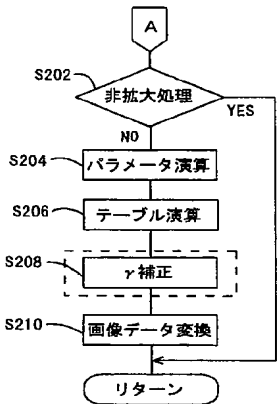 A
S202
非拡大処理
YES
NO
S204
パラメータ演算
S206
テーブル演算
S208
γ補正
S210
画像データ変換
リターン